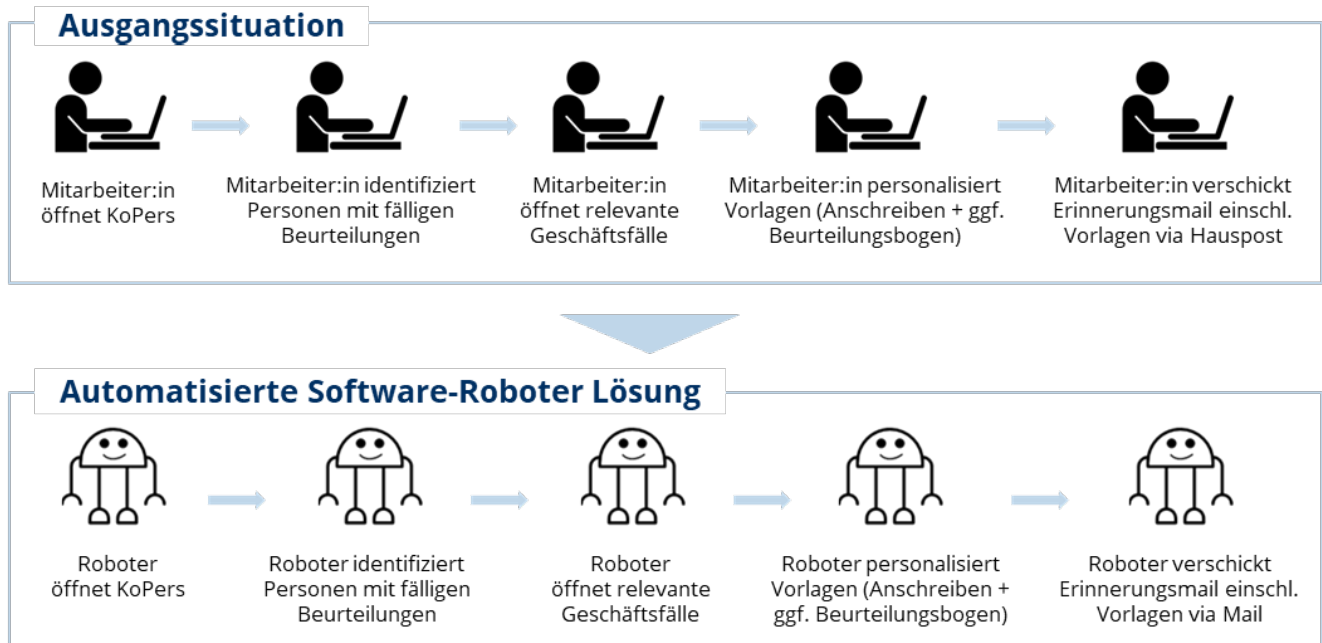 Ausgangssituation
Mitarbeiter:in
öffnet KoPers
Mitarbeiter:in identifiziert
Personen mit fälligen
Beurteilungen
Mitarbeiter:in
öffnet relevante
Geschäftsfälle
Mitarbeiter:in personalisiert
Vorlagen (Anschreiben + ggf.
Beurteilungsbogen)
Mitarbeiter:in verschickt
Erinnerungsmail einschl.
Vorlagen via Hauspost
Automatisierte Software-Roboter Lösung
Roboter
öffnet KoPers
Roboter identifiziert
Personen mit fälligen
Beurteilungen
Roboter
öffnet relevante
Geschäftsfälle
Roboter personalisiert
Vorlagen (Anschreiben +
ggf. Beurteilungsbogen)
Roboter verschickt
Erinnerungsmail einschl.
Vorlagen via Mail